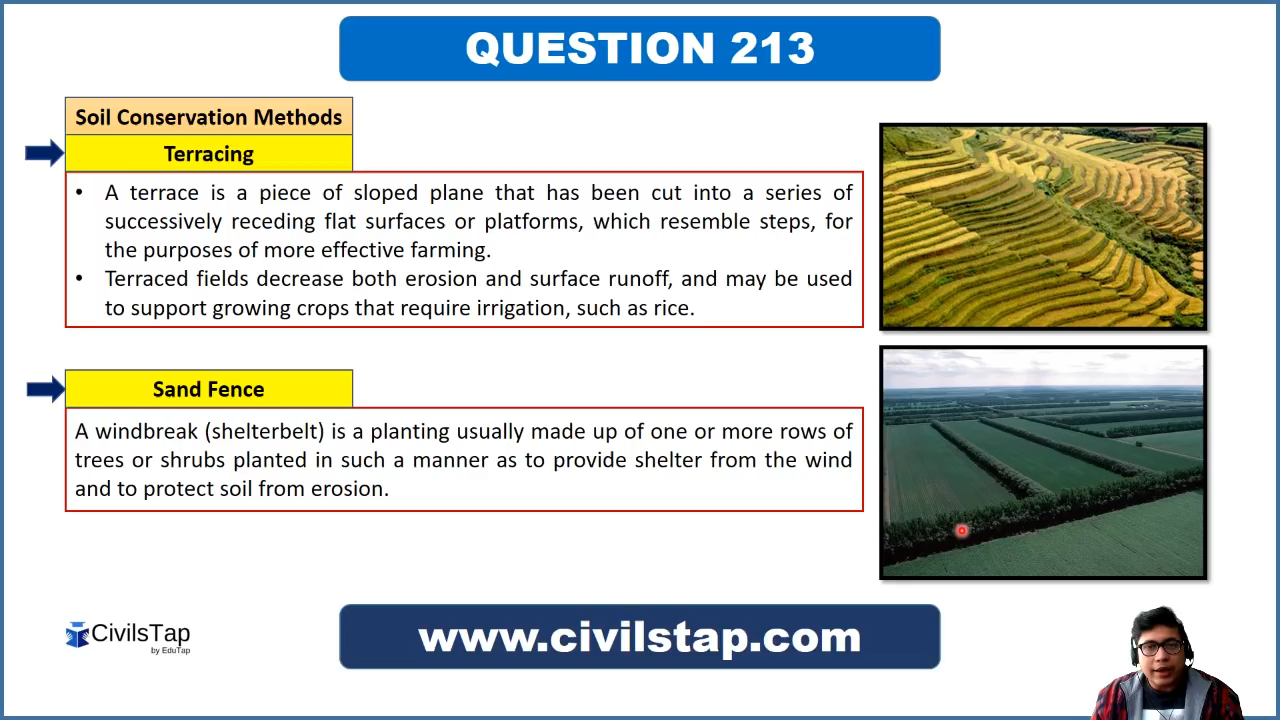 QUESTION 213
Soil Conservation Methods
Terracing
• A terrace is a piece of sloped plane that has been cut into a series of
successively receding flat surfaces or platforms, which resemble steps, for
the purposes of more effective farming.
• Terraced fields decrease both erosion and surface runoff, and may be used
to support growing crops that require irrigation, such as rice.
Sand Fence
A windbreak (shelterbelt) is a planting usually made up of one or more rows of
trees or shrubs planted in such a manner as to provide shelter from the wind
and to protect soil from erosion.
CivilsTap
by EduTap
www.civilstap.com